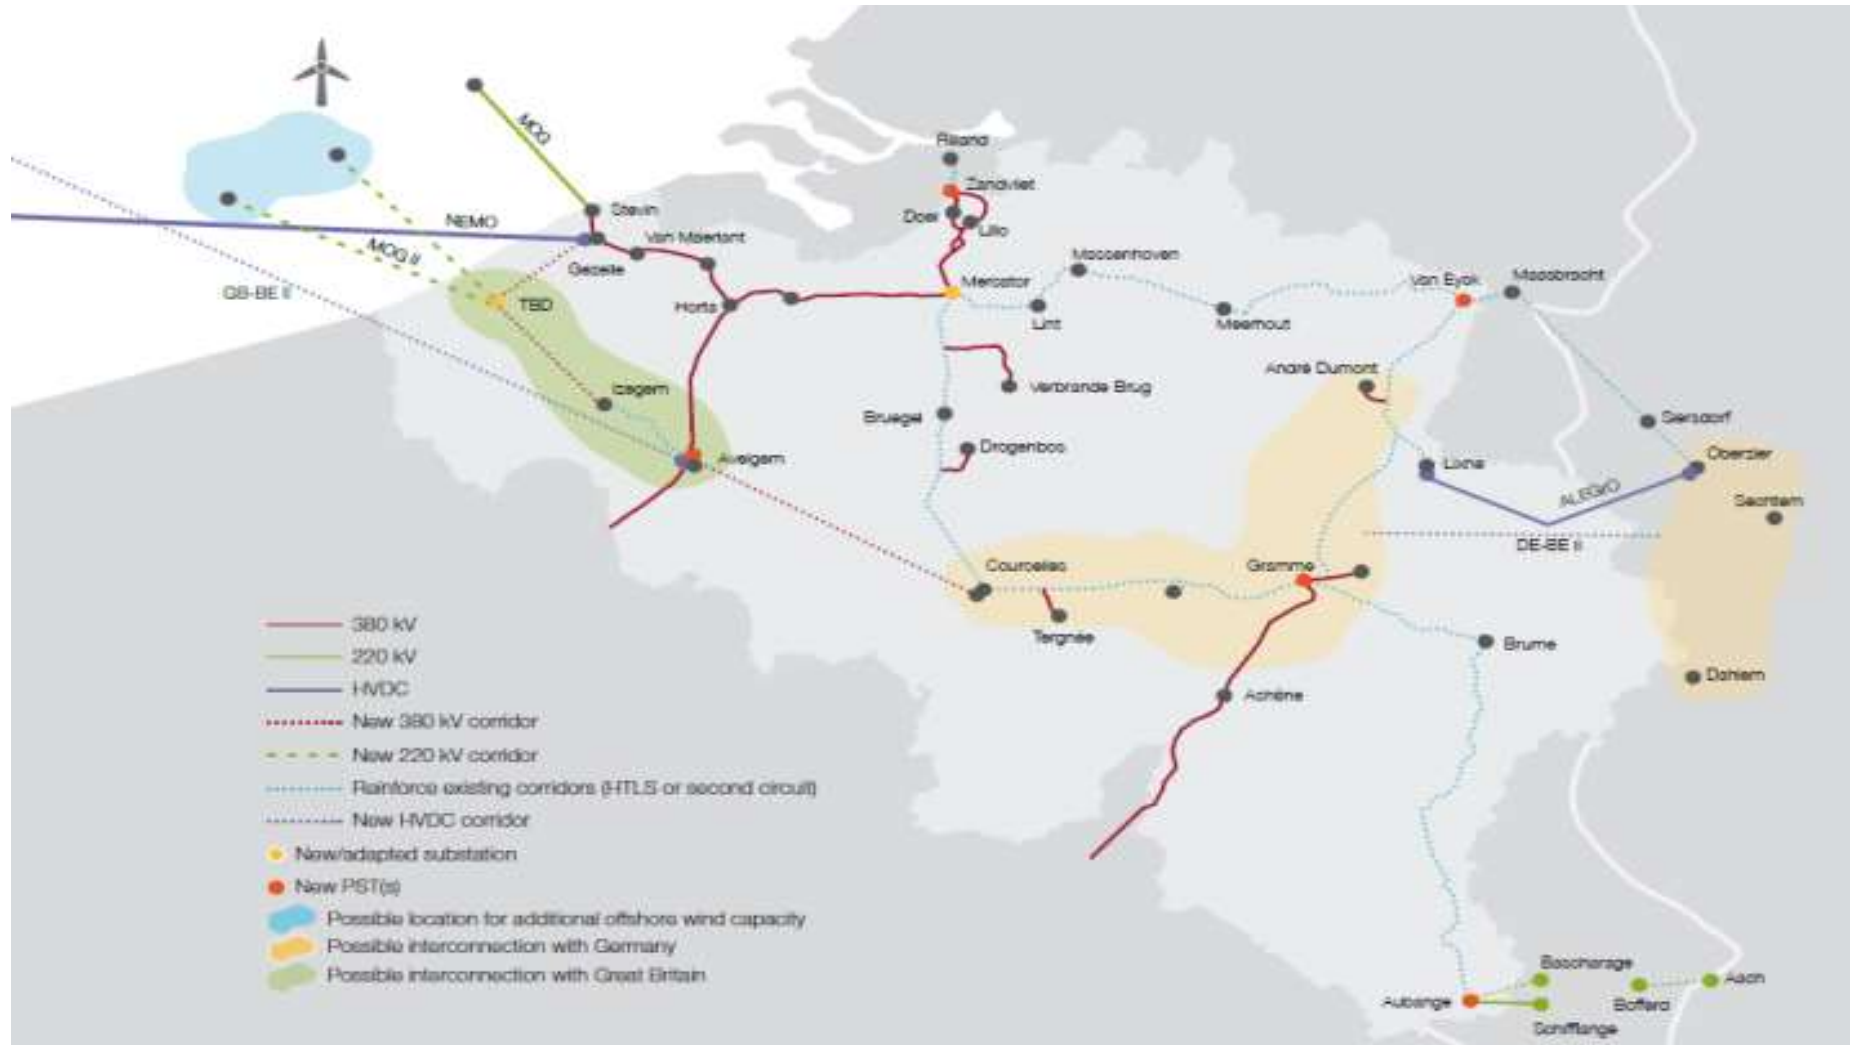 MOG
Rilland
Zandvliet
Stevin
Doel
Lillo
NEMO
Van Maerlant
MOG II
Gezelle
Massenhoven
Mercator
Van Eyck
Maasbracht
GB-BE II
TBD
Horta
Lint
Meerhout
André Dumont
Izegem
Verbrande Brug
Bruegel
Siersdorf
Drogenbos
Avelgem
Lixhe
Oberzier
ALEGrO
Sechtem
DE-BE II
Courcelles
Gramme
Tergnée
Brume
Dahlem
Achêne
380 kV
220 kV
HVDC
New 380 kV corridor
New 220 kV corridor
Reinforce existing corridors (HTLS or second circuit)
New HVDC corridor
New/adapted substation
New PST(s)
Possible location for additional offshore wind capacity
Possible interconnection with Germany
Possible interconnection with Great Britain
Bascharage
Aubange
Schifflange
Bofferd
Asch